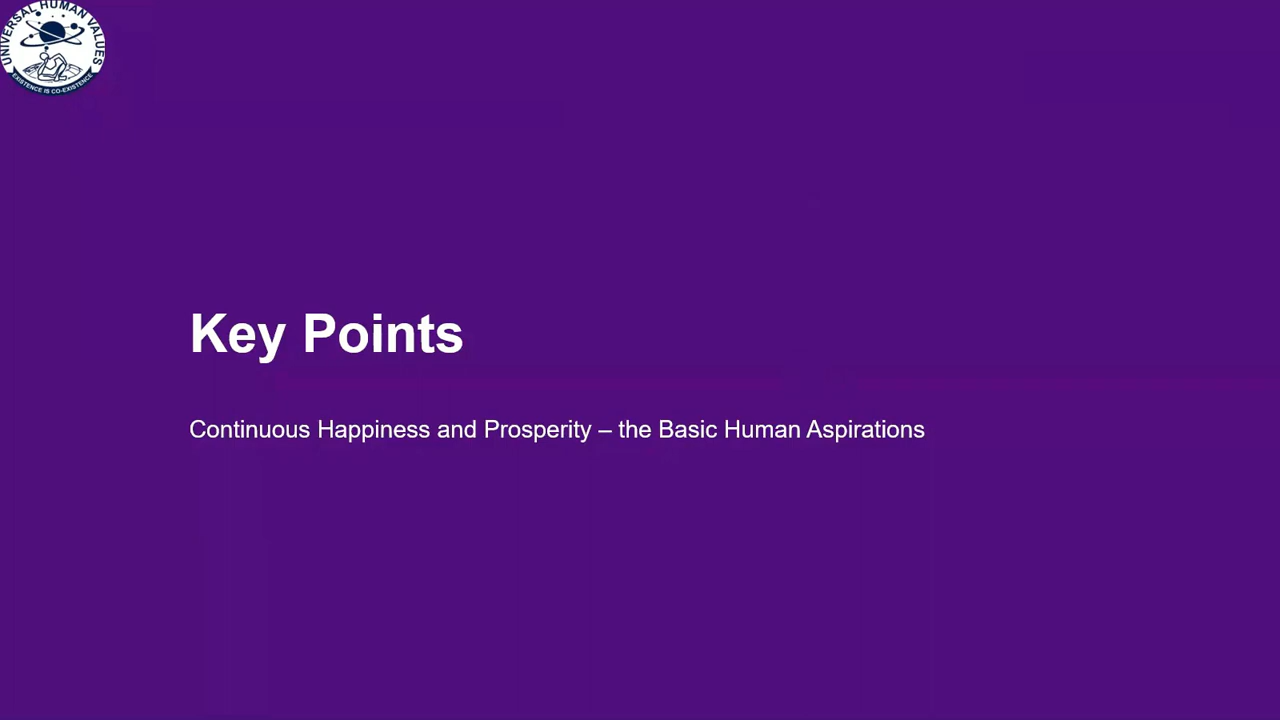 UNIVERSAL HUMAN VALUES
EXISTENCE IS CO-EXISTENCE
Key Points
Continuous Happiness and Prosperity – the Basic Human Aspirations